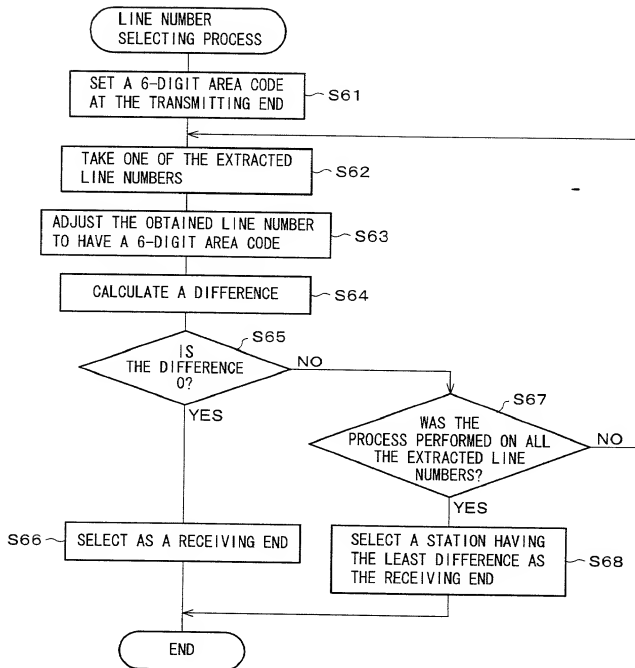 LINE NUMBER
SELECTING PROCESS
SET A 6-DIGIT AREA CODE
AT THE TRANSMITTING END
S61
TAKE ONE OF THE EXTRACTED
LINE NUMBERS
S62
ADJUST THE OBTAINED LINE NUMBER
TO HAVE A 6-DIGIT AREA CODE
S63
CALCULATE A DIFFERENCE
S64
IS
THE DIFFERENCE
0?
S65
NO
YES
WAS THE
PROCESS PERFORMED ON ALL
THE EXTRACTED LINE
NUMBERS?
S67
NO
YES
S66
SELECT AS A RECEIVING END
SELECT A STATION HAVING
THE LEAST DIFFERENCE AS
THE RECEIVING END
S68
END